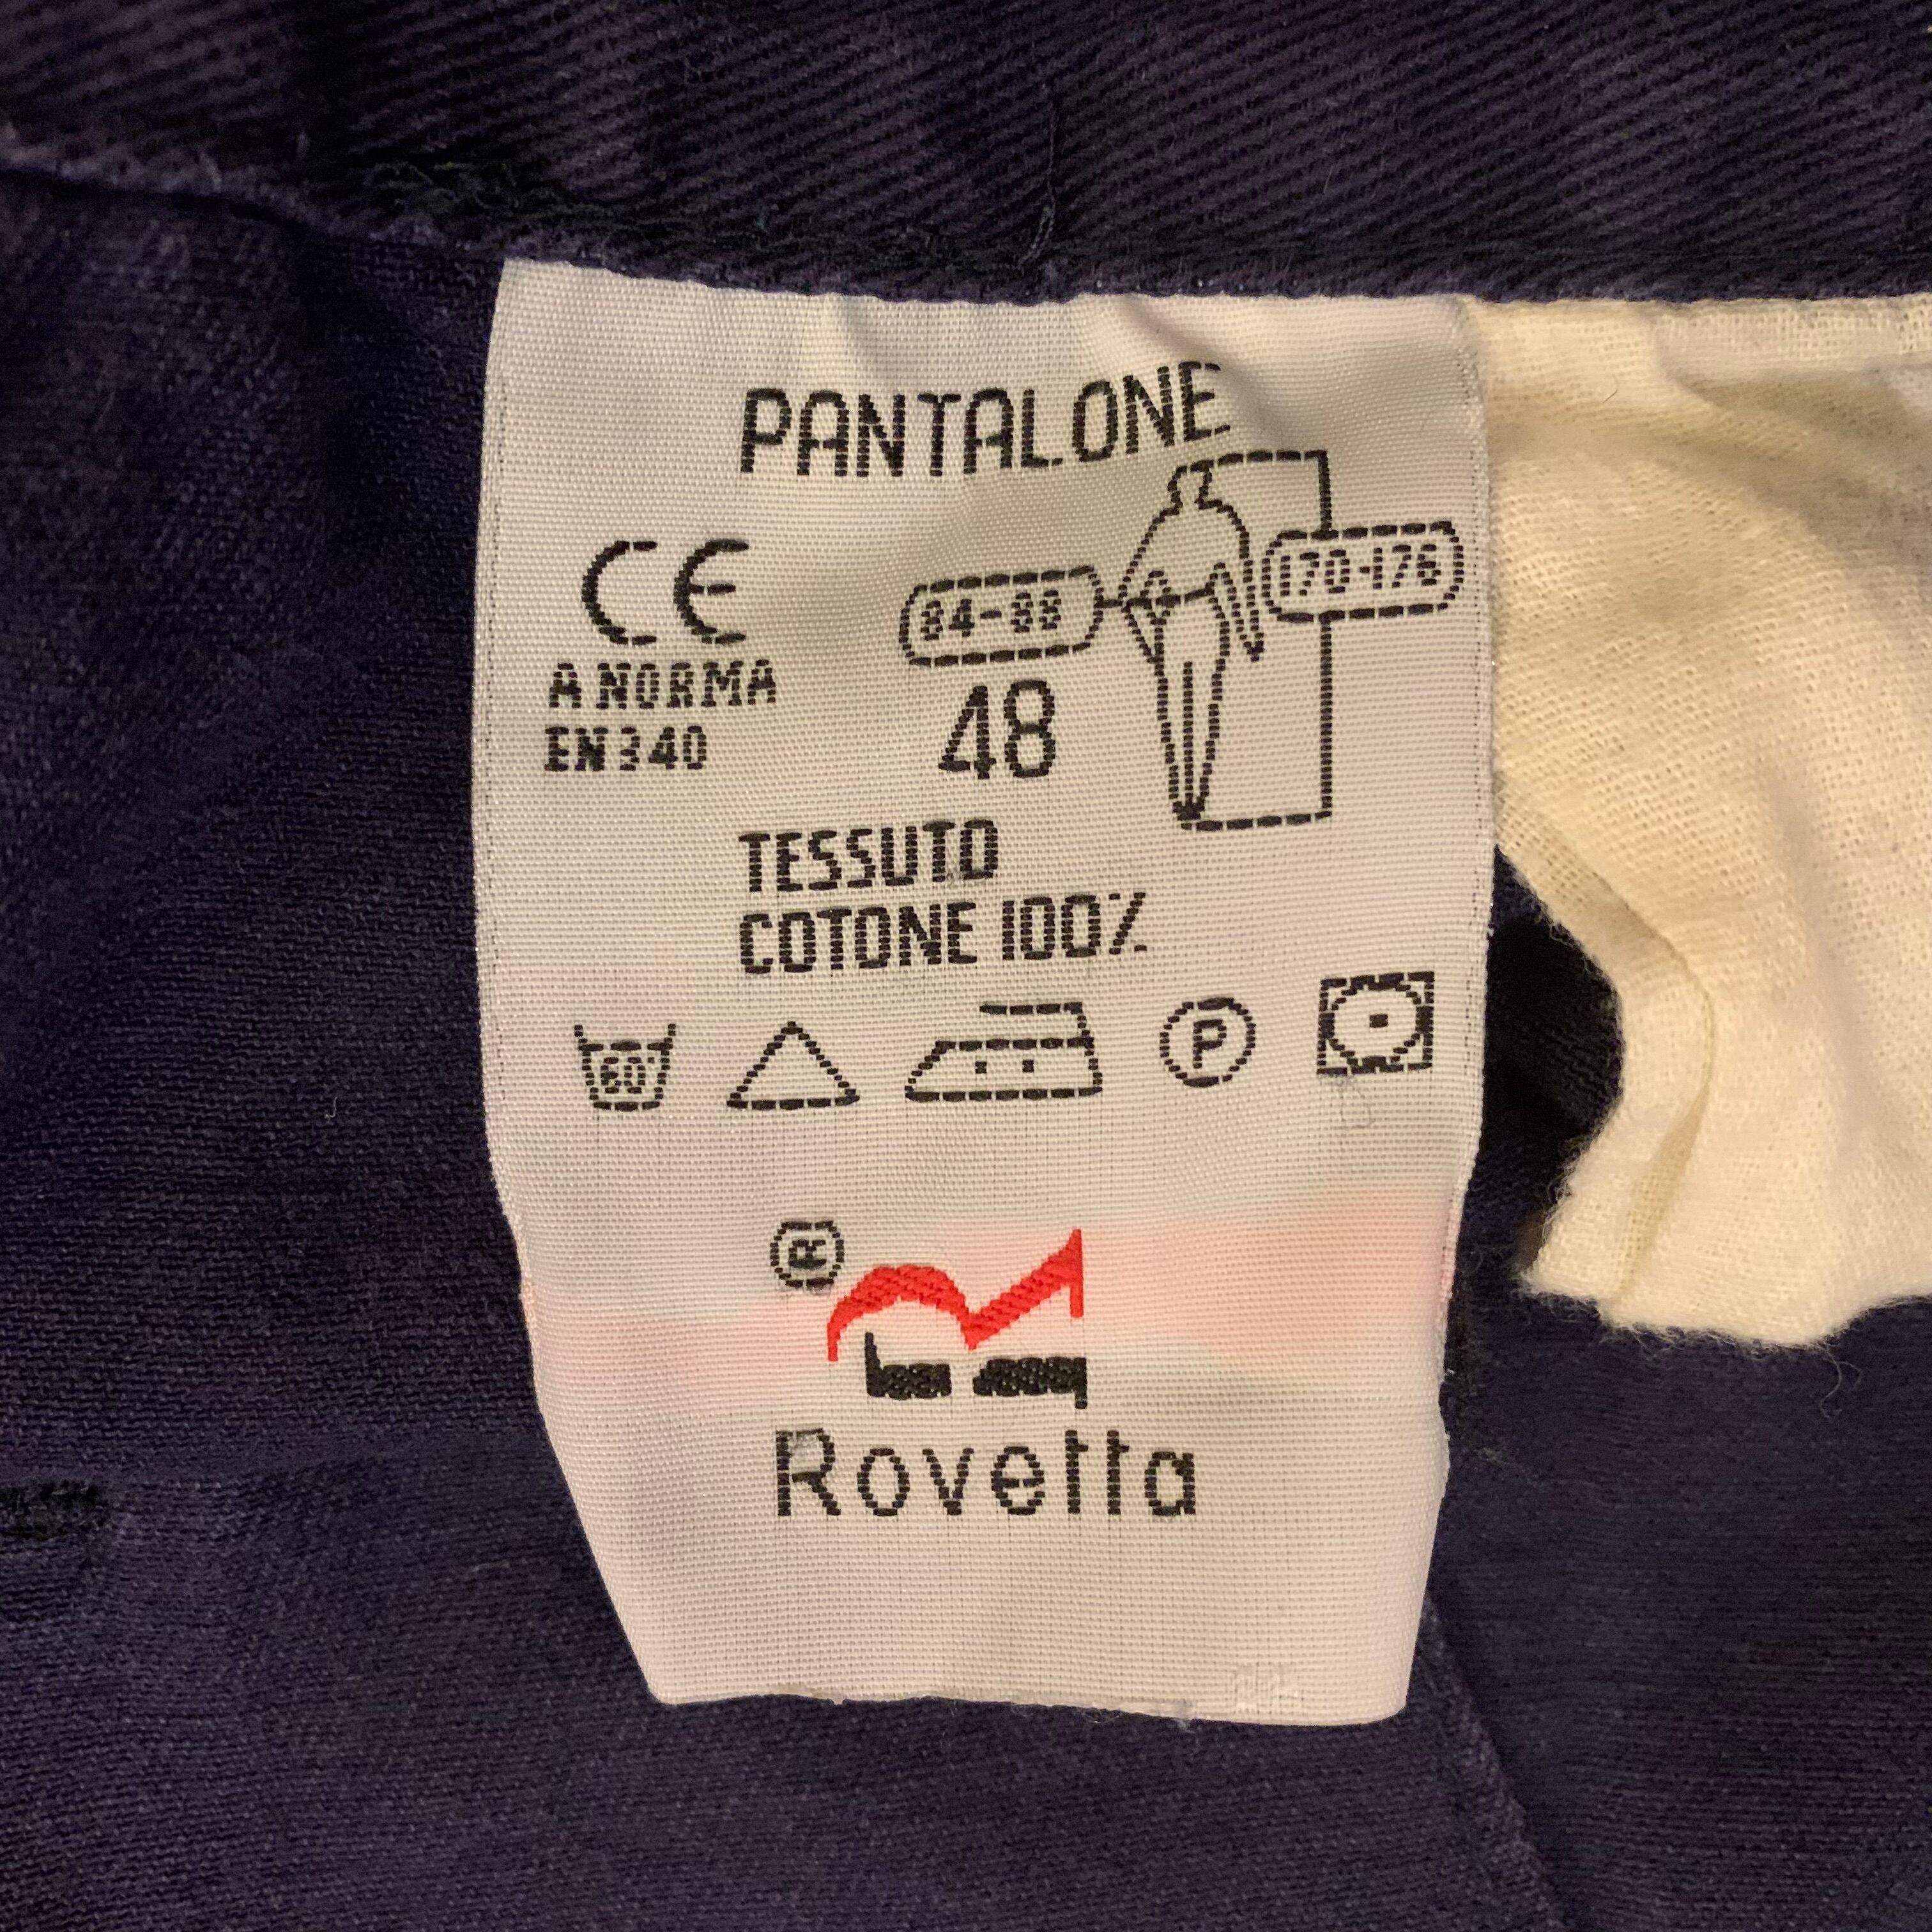 PANTALONE
CE
84-88
170-176
A NORMA
EN 340
48
TESSUTO
COTONE 100%
60°
P
®
Rovetta